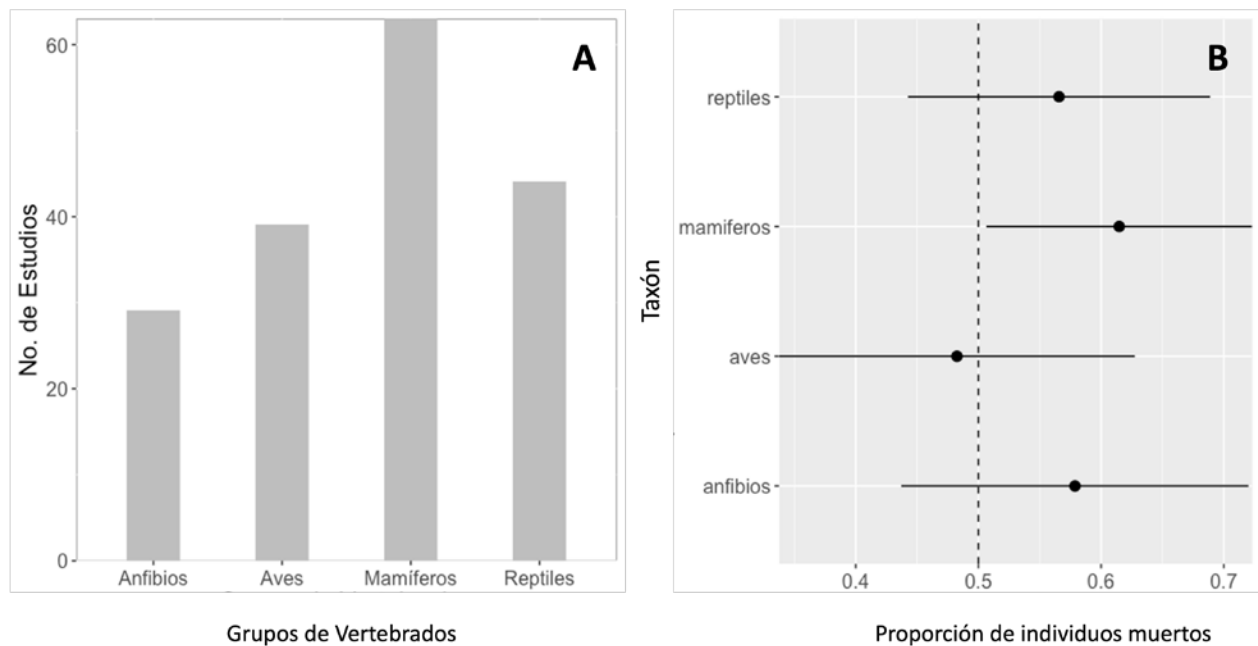 A
No. de Estudios
60
40
20
0
Anfibios Aves Mamíferos Reptiles
Grupos de Vertebrados
B
Taxón
reptiles
mamiferos
aves
anfibios
0.4 0.5 0.6 0.7
Proporción de individuos muertos